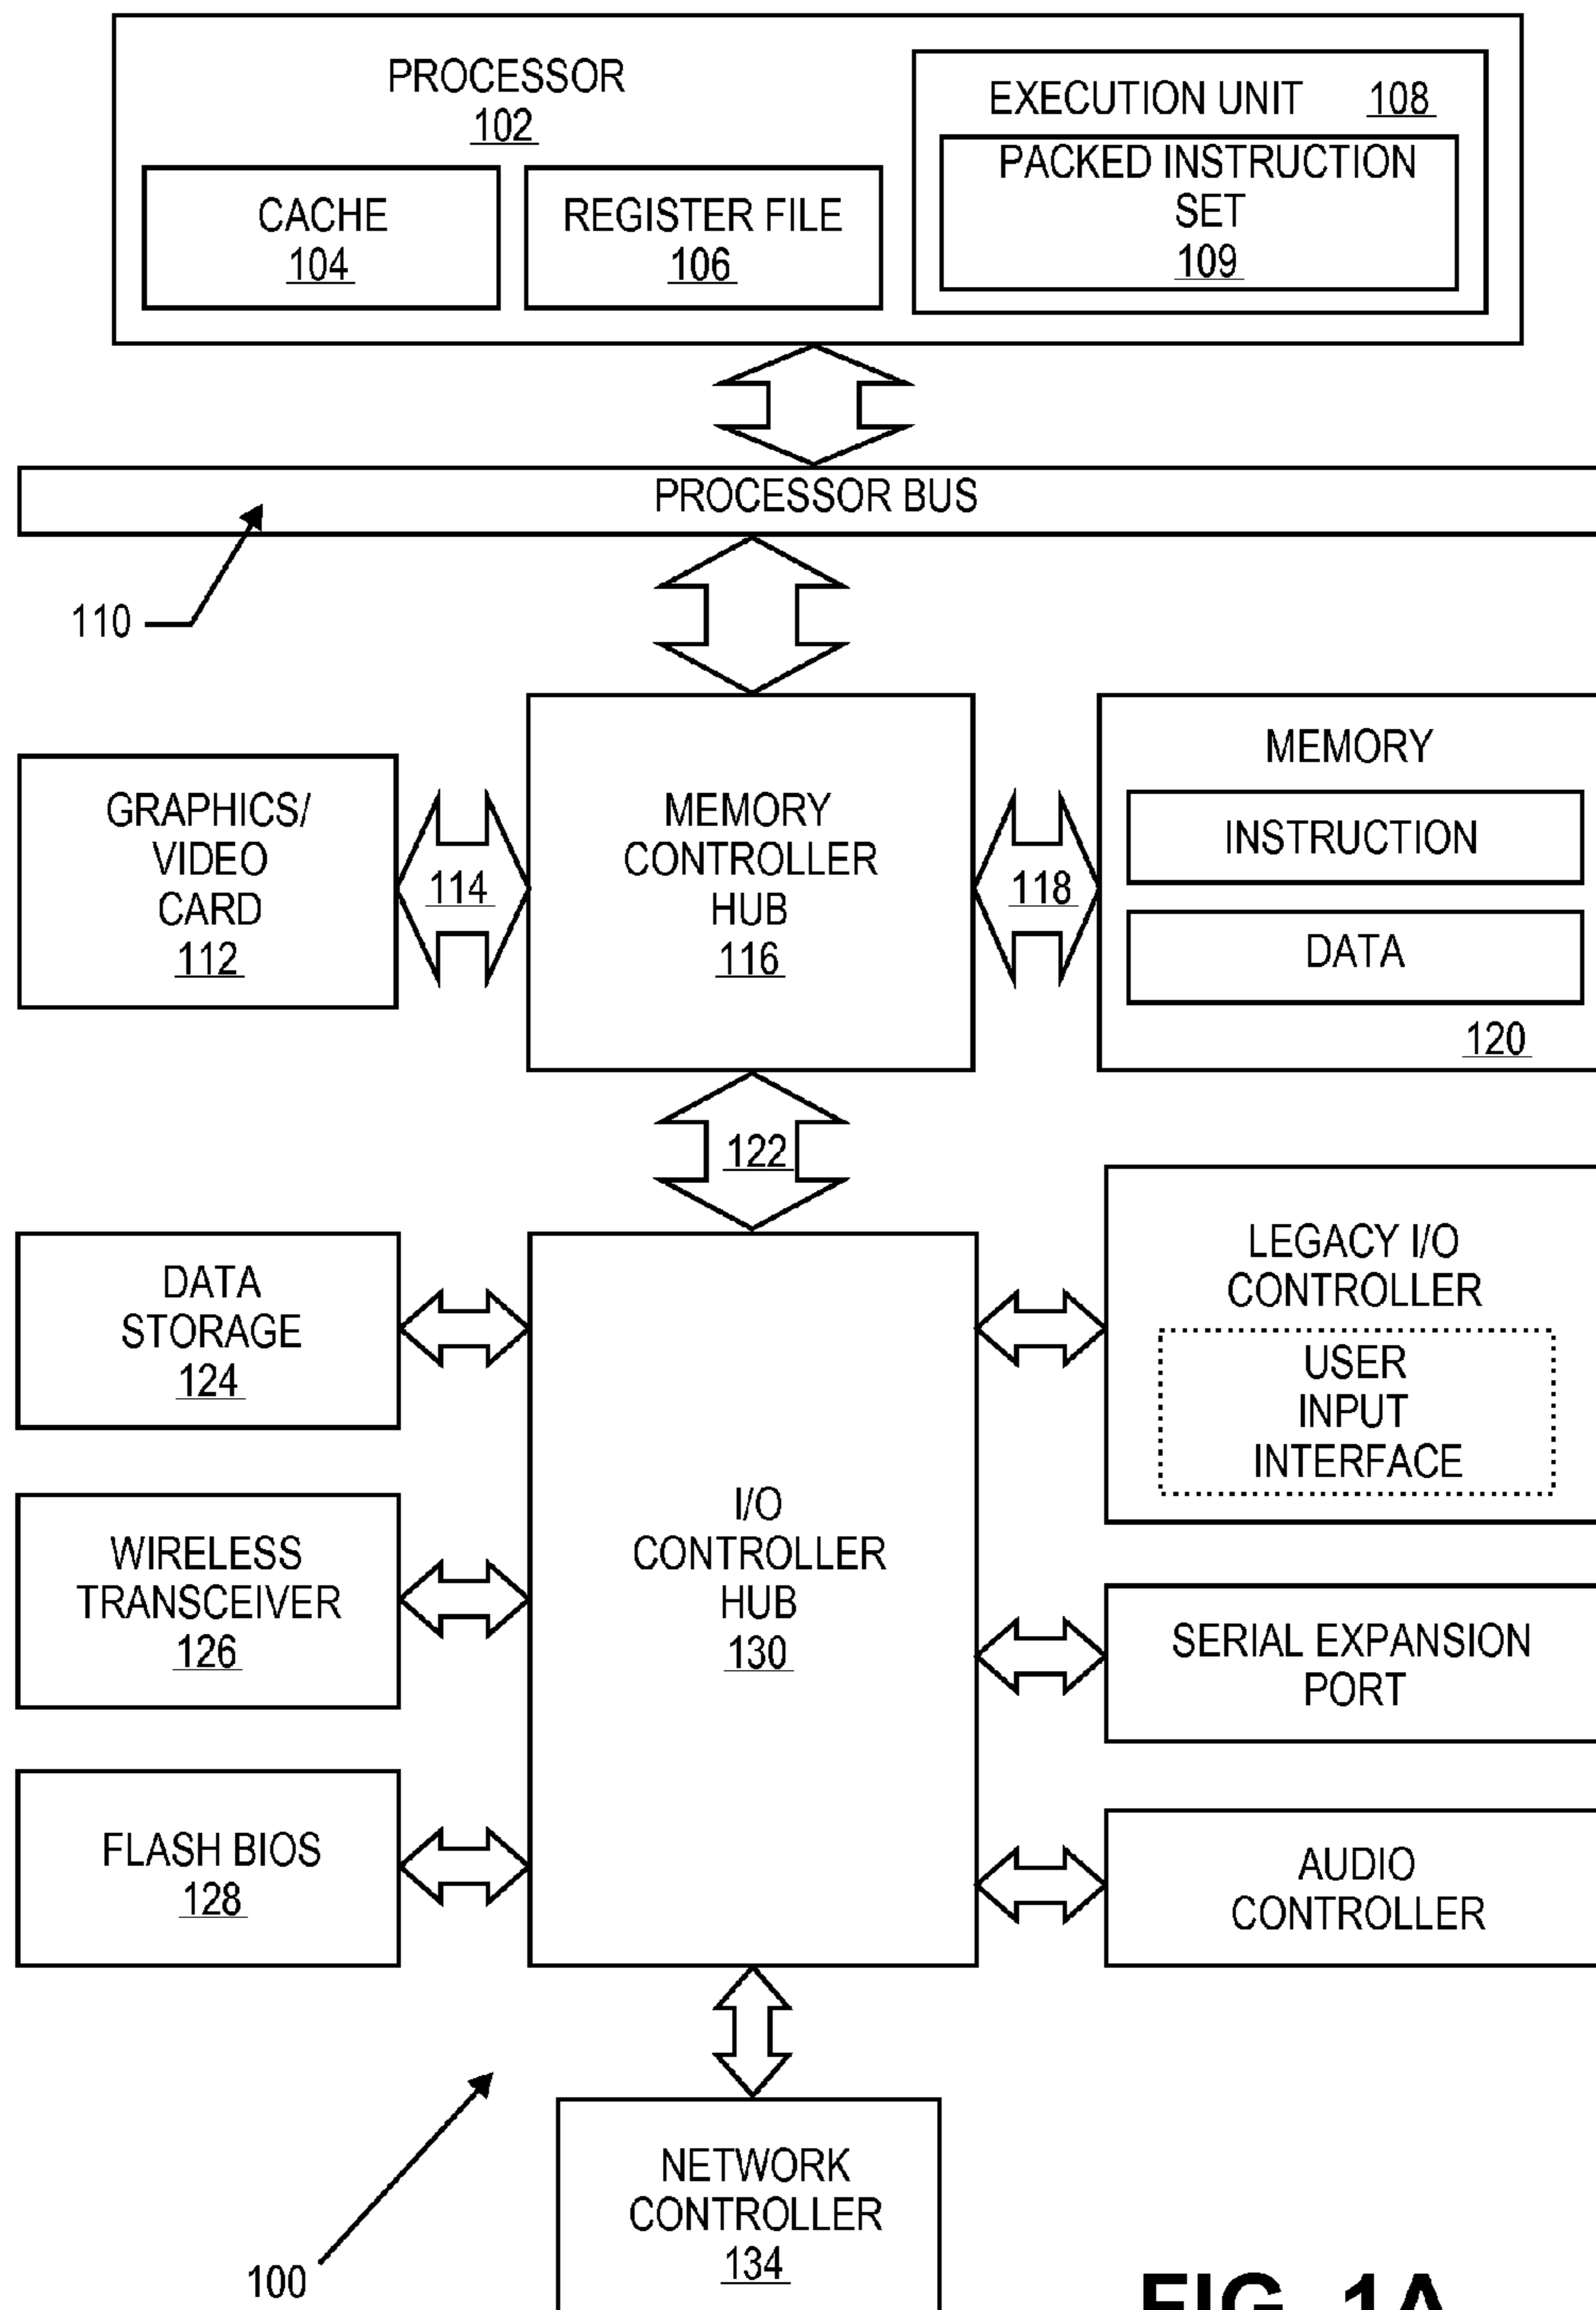 PROCESSOR
102
EXECUTION UNIT 108
PACKED INSTRUCTION
SET
109
CACHE
104
REGISTER FILE
106
PROCESSOR BUS
110
GRAPHICS/
VIDEO
CARD
112
114
MEMORY
CONTROLLER
HUB
116
118
MEMORY
INSTRUCTION
DATA
120
122
DATA
STORAGE
124
LEGACY I/O
CONTROLLER
USER
INPUT
INTERFACE
WIRELESS
TRANSCEIVER
126
I/O
CONTROLLER
HUB
130
SERIAL EXPANSION
PORT
FLASH BIOS
128
AUDIO
CONTROLLER
NETWORK
CONTROLLER
134
100
FIG. 1A